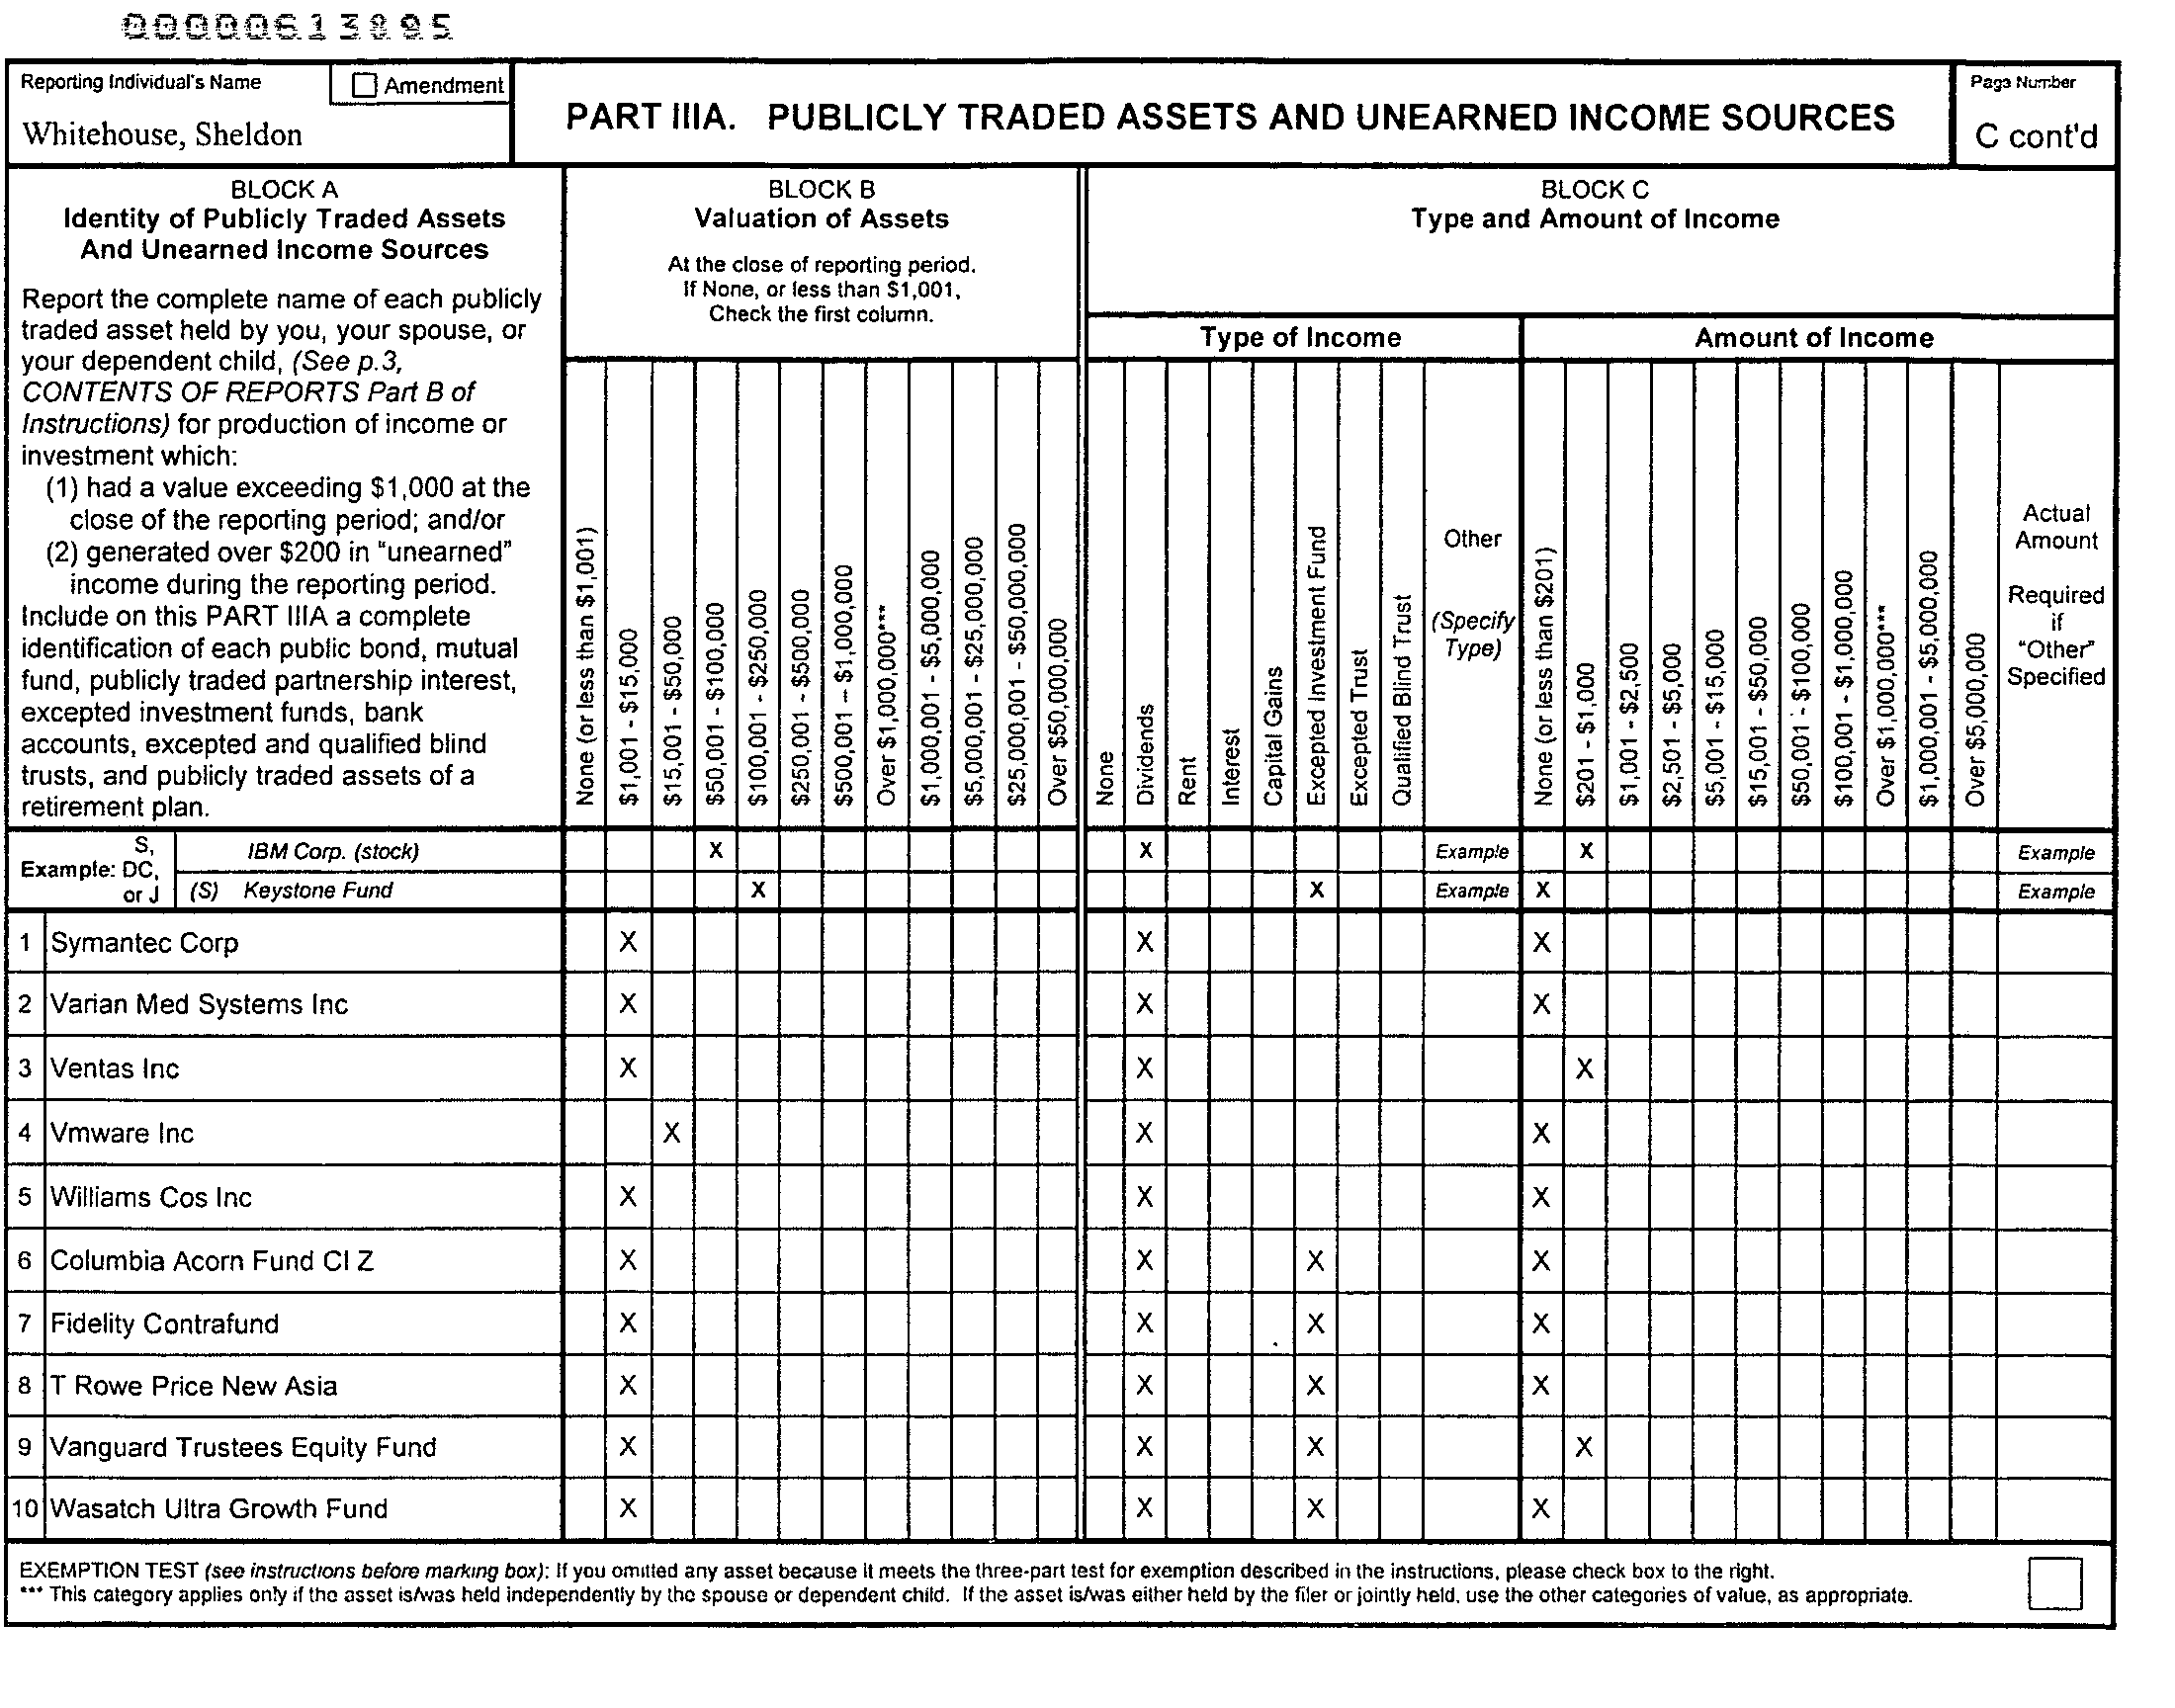 00000613895
Reporting Individual's Name
☐ Amendment
Whitehouse, Sheldon
PART IIIA. PUBLICLY TRADED ASSETS AND UNEARNED INCOME SOURCES
Page Number
C cont'd
BLOCK A
Identity of Publicly Traded Assets
And Unearned Income Sources
Report the complete name of each publicly
traded asset held by you, your spouse, or
your dependent child, (See p.3,
CONTENTS OF REPORTS Part B of
Instructions) for production of income or
investment which:
(1) had a value exceeding $1,000 at the
close of the reporting period; and/or
(2) generated over $200 in "unearned"
income during the reporting period.
Include on this PART IIIA a complete
identification of each public bond, mutual
fund, publicly traded partnership interest,
excepted investment funds, bank
accounts, excepted and qualified blind
trusts, and publicly traded assets of a
retirement plan.
BLOCK B
Valuation of Assets
At the close of reporting period.
If None, or less than $1,001,
Check the first column.
None (or less than $1,001)
$1,001 - $15,000
$15,001 - $50,000
$50,001 - $100,000
$100,001 - $250,000
$250,001 - $500,000
$500,001 – $1,000,000
Over $1,000,000***
$1,000,001 - $5,000,000
$5,000,001 - $25,000,000
$25,000,001 - $50,000,000
Over $50,000,000
BLOCK C
Type and Amount of Income
Type of Income
None
Dividends
Rent
Interest
Capital Gains
Excepted Investment Fund
Excepted Trust
Qualified Blind Trust
Other
(Specify
Type)
Amount of Income
None (or less than $201)
$201 - $1,000
$1,001 - $2,500
$2,501 - $5,000
$5,001 - $15,000
$15,001 - $50,000
$50,001 - $100,000
$100,001 - $1,000,000
Over $1,000,000***
$1,000,001 - $5,000,000
Over $5,000,000
Actual
Amount
Required
if
"Other"
Specified
Example: S,
DC,
or J
IBM Corp. (stock) X X Example X Example
(S) Keystone Fund X X Example X Example
1 Symantec Corp X X X
2 Varian Med Systems Inc X X X
3 Ventas Inc X X X
4 Vmware Inc X X X
5 Williams Cos Inc X X X
6 Columbia Acorn Fund Cl Z X X X X
7 Fidelity Contrafund X X X X
8 T Rowe Price New Asia X X X X
9 Vanguard Trustees Equity Fund X X X X
10 Wasatch Ultra Growth Fund X X X X
EXEMPTION TEST (see instructions before marking box): If you omitted any asset because it meets the three-part test for exemption described in the instructions, please check box to the right.
*** This category applies only if the asset is/was held independently by the spouse or dependent child. If the asset is/was either held by the filer or jointly held, use the other categories of value, as appropriate.